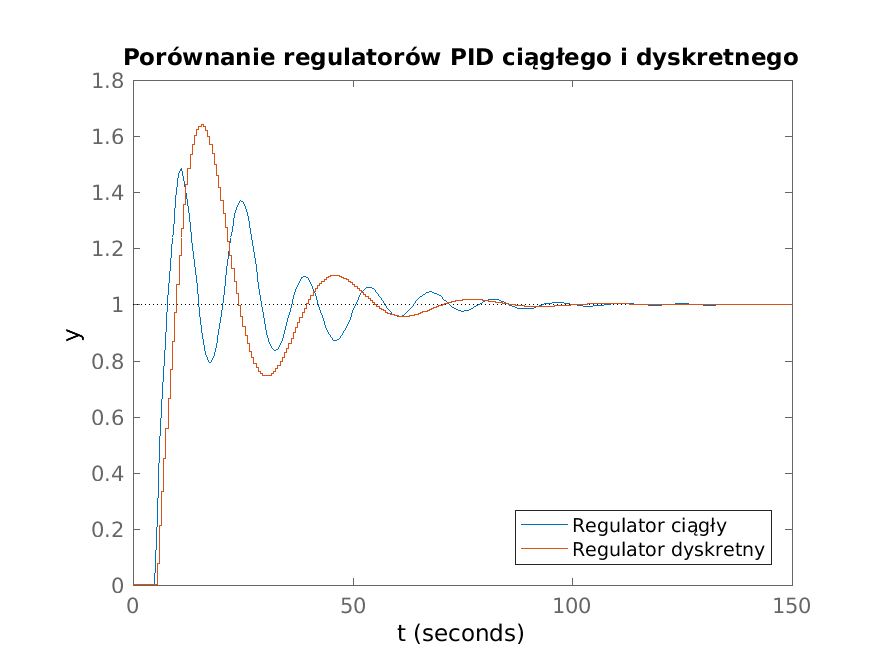 Porównanie regulatorów PID ciągłego i dyskretnego
1.8
1.6
1.4
1.2
1
0.8
0.6
0.4
0.2
0
y
Regulator ciągły
Regulator dyskretny
0 50 100 150
t (seconds)